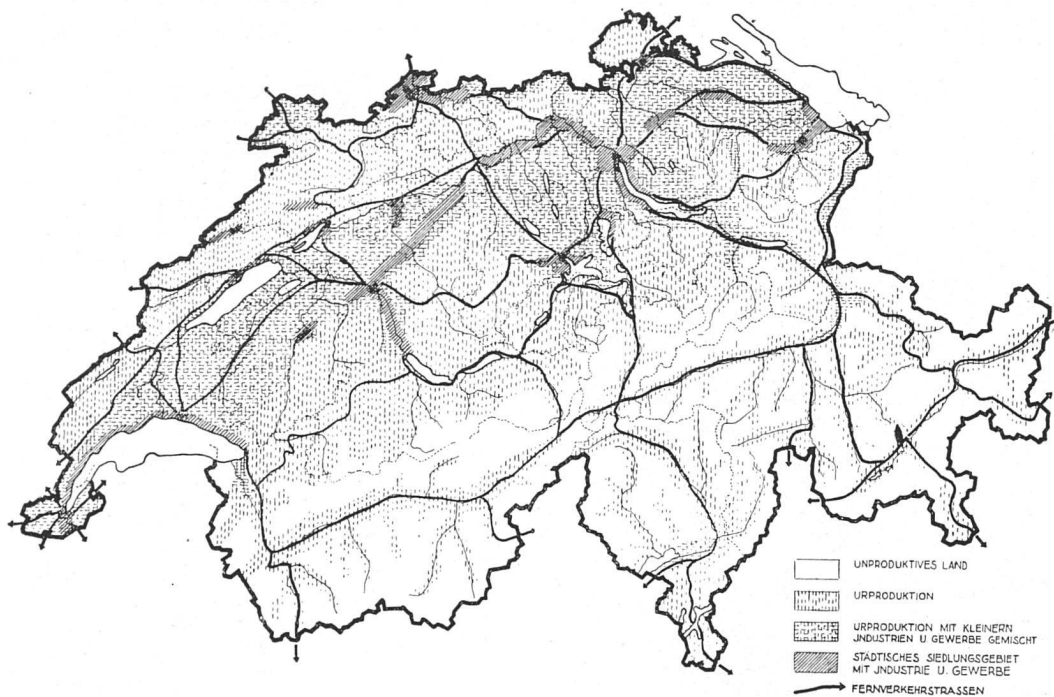 UNPRODUKTIVES LAND
URPRODUKTION
URPRODUKTION MIT KLEINERN
JNDUSTRIEN U GEWERBE GEMISCHT
STÄDTISCHES SIEDLUNGSGEBIET
MIT JNDUSTRIE U. GEWERBE
FERNVERKEHRSTRASSEN